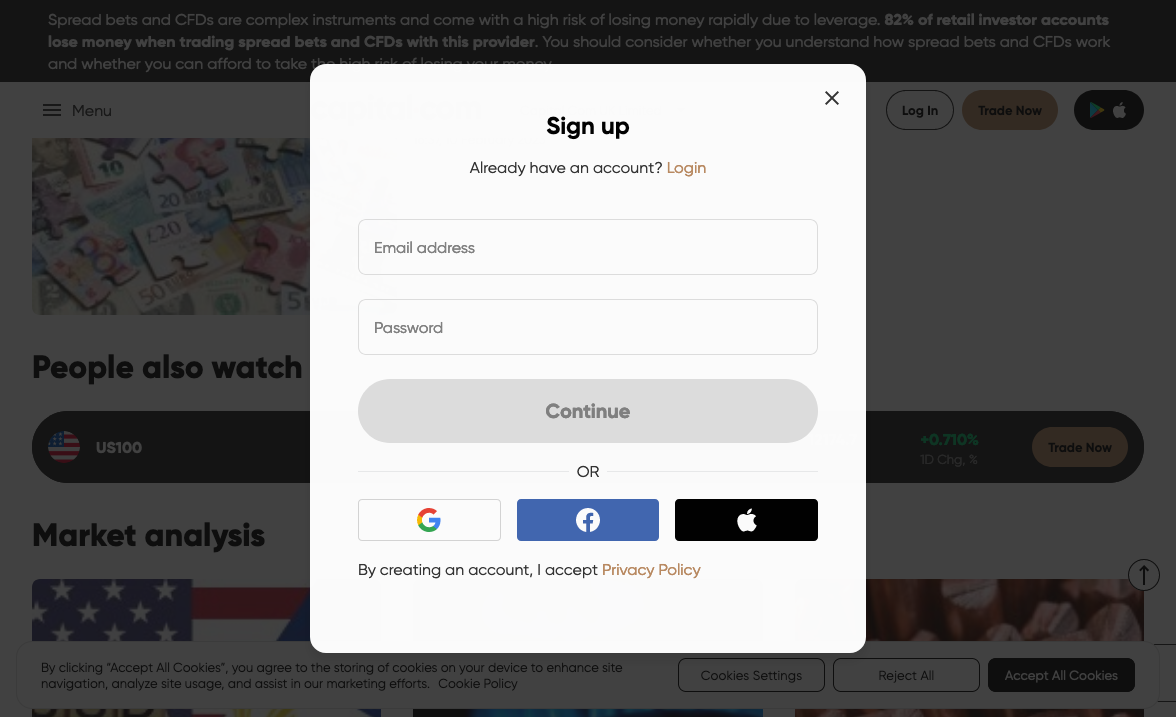 Spread bets and CFDs are complex instruments and come with a high risk of losing money rapidly due to leverage. 82% of retail investor accounts
lose money when trading spread bets and CFDs with this provider. You should consider whether you understand how spread bets and CFDs work
and whether you can afford to take the high risk of losing your money.
Menu
Log In
Trade Now
Sign up
Already have an account? Login
Email address
Password
Continue
OR
By creating an account, I accept Privacy Policy
10
£20
50
5
People also watch
US100
+0.710%
1D Chg, %
Trade Now
Market analysis
By clicking “Accept All Cookies”, you agree to the storing of cookies on your device to enhance site
navigation, analyze site usage, and assist in our marketing efforts. Cookie Policy
Cookies Settings
Reject All
Accept All Cookies